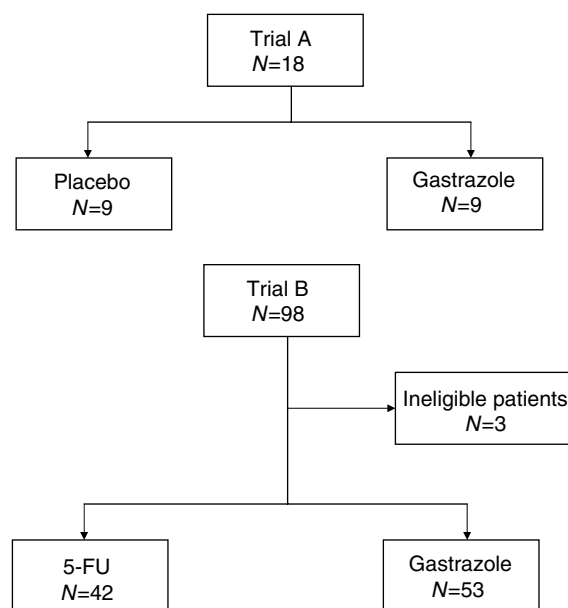 Trial A
N=18
Placebo
N=9
Gastrazole
N=9
Trial B
N=98
Ineligible patients
N=3
5-FU
N=42
Gastrazole
N=53